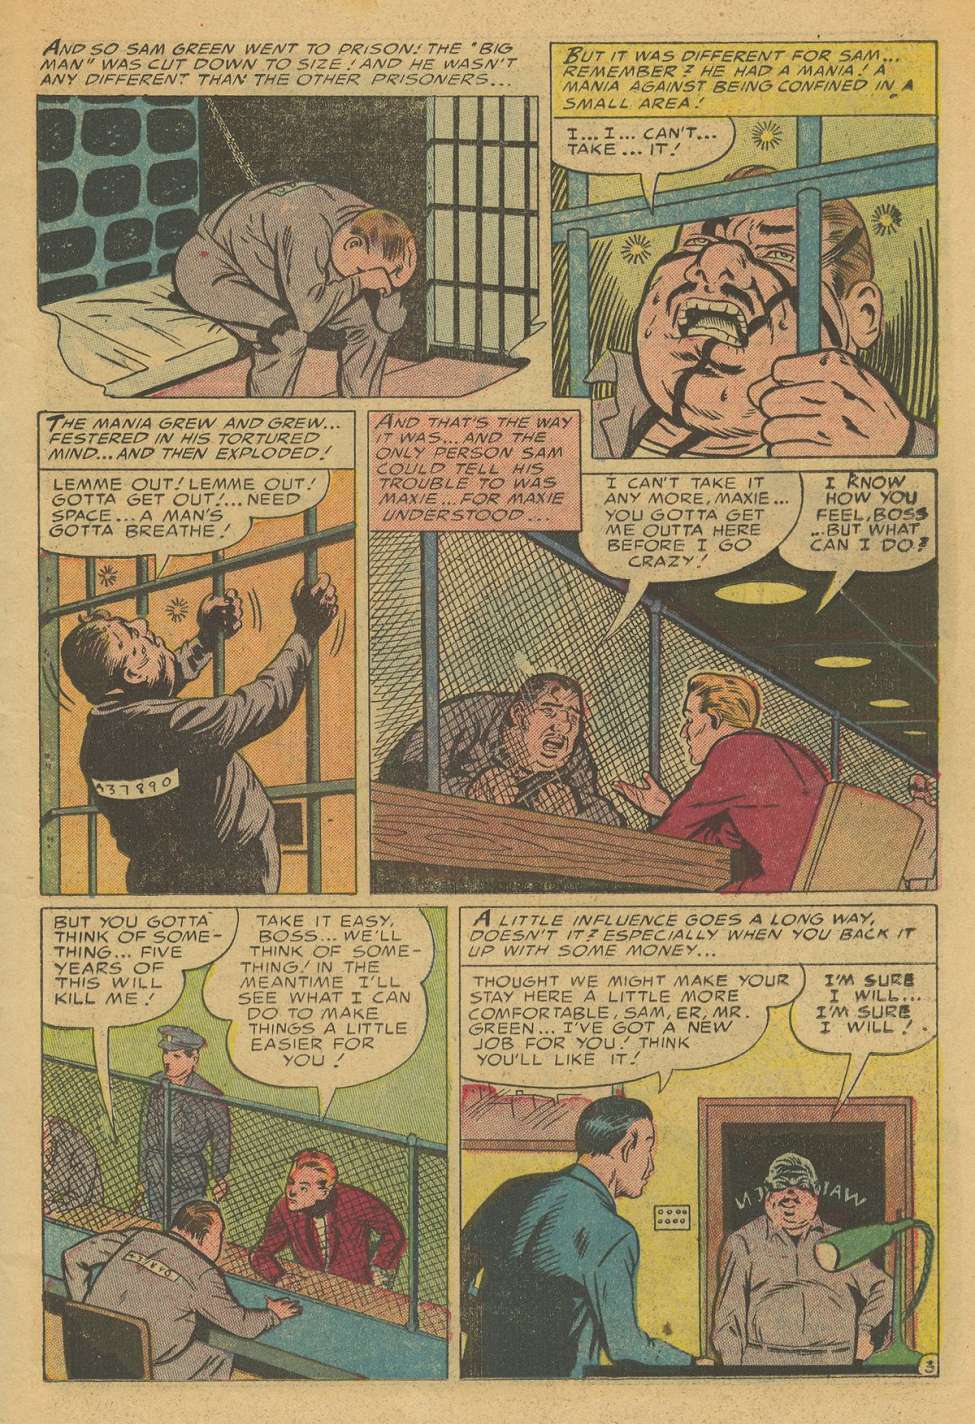 AND SO SAM GREEN WENT TO PRISON! THE "BIG
MAN" WAS CUT DOWN TO SIZE! AND HE WASN'T
ANY DIFFERENT THAN THE OTHER PRISONERS...
BUT IT WAS DIFFERENT FOR SAM...
REMEMBER? HE HAD A MANIA! A
MANIA AGAINST BEING CONFINED IN A
SMALL AREA!
I... I... CAN'T...
TAKE... IT!
THE MANIA GREW AND GREW...
FESTERED IN HIS TORTURED
MIND... AND THEN EXPLODED!
LEMME OUT! LEMME OUT!
GOTTA GET OUT!... NEED
SPACE... A MAN'S
GOTTA BREATHE!
A37890
AND THAT'S THE WAY
IT WAS... AND THE
ONLY PERSON SAM
COULD TELL HIS
TROUBLE TO WAS
MAXIE... FOR MAXIE
UNDERSTOOD...
I CAN'T TAKE IT
ANY MORE, MAXIE...
YOU GOTTA GET
ME OUTTA HERE
BEFORE I GO
CRAZY!
I KNOW
HOW YOU
FEEL, BOSS
...BUT WHAT
CAN I DO?
BUT YOU GOTTA
THINK OF SOME-
THING... FIVE
YEARS OF
THIS WILL
KILL ME!
TAKE IT EASY,
BOSS... WE'LL
THINK OF SOME-
THING! IN THE
MEANTIME I'LL
SEE WHAT I CAN
DO TO MAKE
THINGS A LITTLE
EASIER FOR
YOU!
A LITTLE INFLUENCE GOES A LONG WAY,
DOESN'T IT? ESPECIALLY WHEN YOU BACK IT
UP WITH SOME MONEY...
THOUGHT WE MIGHT MAKE YOUR
STAY HERE A LITTLE MORE
COMFORTABLE, SAM, ER, MR.
GREEN... I'VE GOT A NEW
JOB FOR YOU! THINK
YOU'LL LIKE IT!
I'M SURE
I WILL...
I'M SURE
I WILL!
3